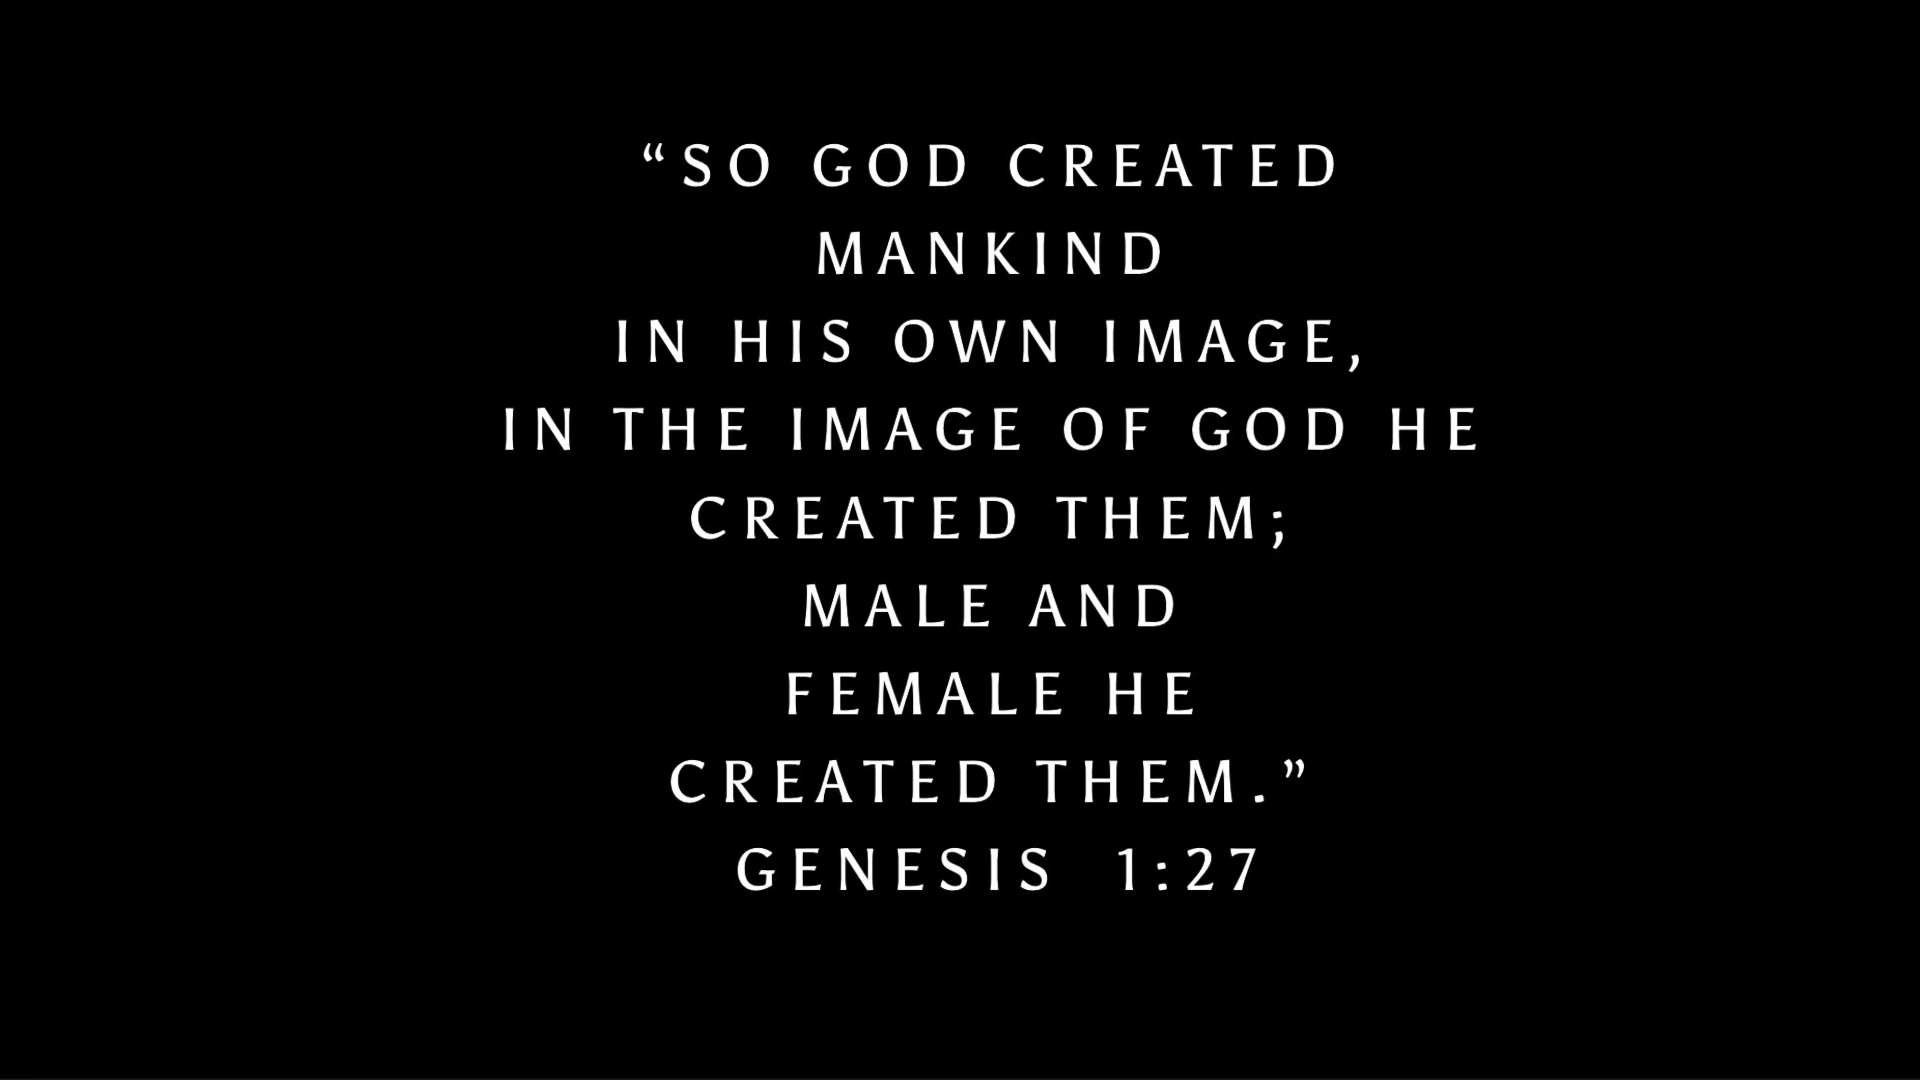 “SO GOD CREATED
MANKIND
IN HIS OWN IMAGE,
IN THE IMAGE OF GOD HE
CREATED THEM;
MALE AND
FEMALE HE
CREATED THEM.”
GENESIS 1:27